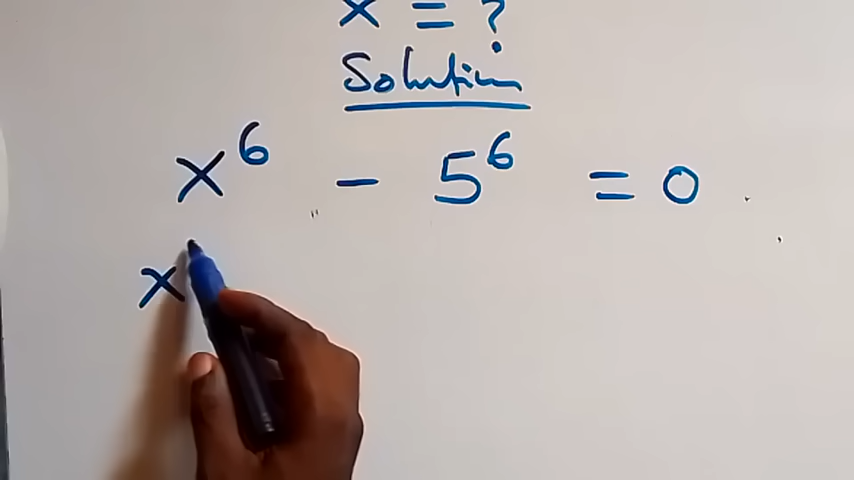 x = ?
Solution
x⁶ - 5⁶ = 0
x